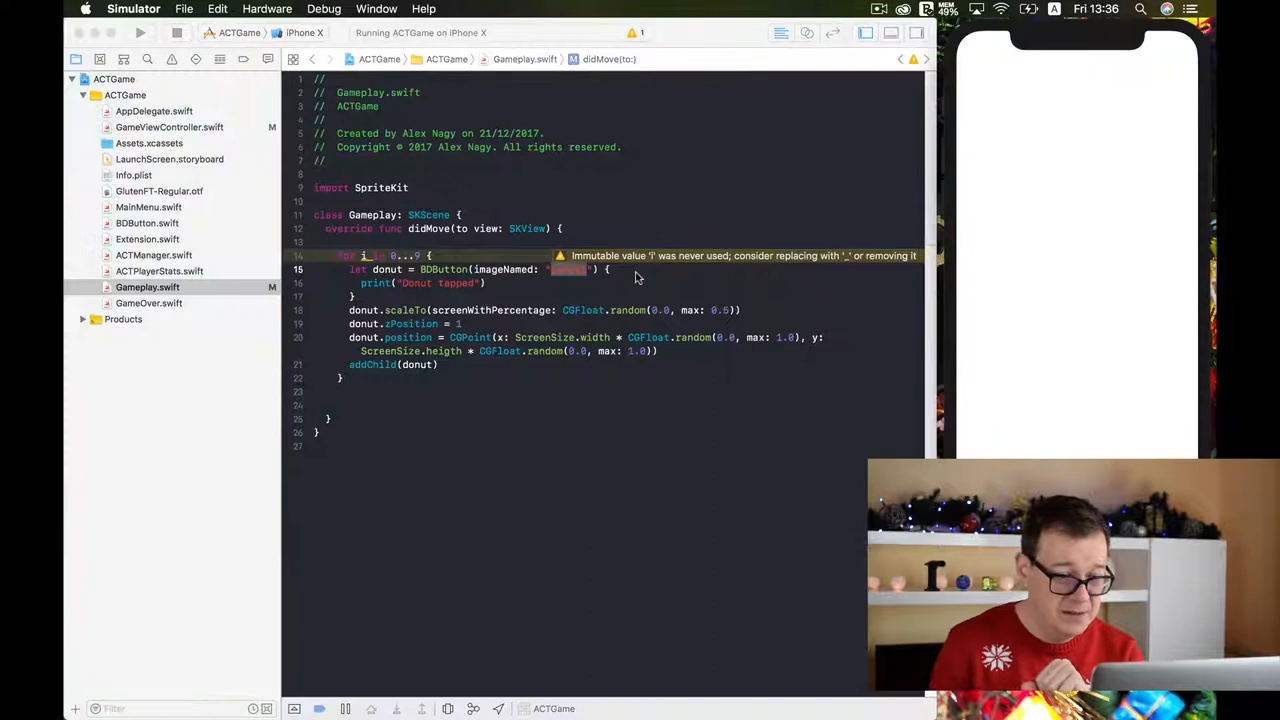 Simulator File Edit Hardware Debug Window Help
MEM 49% A Fri 13:36
ACTGame iPhone X Running ACTGame on iPhone X 1
ACTGame ACTGame Gameplay.swift didMove(to:)
ACTGame
ACTGame
AppDelegate.swift
GameViewController.swift M
Assets.xcassets
LaunchScreen.storyboard
Info.plist
GlutenFT-Regular.otf
MainMenu.swift
BDButton.swift
Extension.swift
ACTManager.swift
ACTPlayerStats.swift
Gameplay.swift M
GameOver.swift
Products
1 //
2 // Gameplay.swift
3 // ACTGame
4 //
5 // Created by Alex Nagy on 21/12/2017.
6 // Copyright © 2017 Alex Nagy. All rights reserved.
7 //
8
9 import SpriteKit
10
11 class Gameplay: SKScene {
12 override func didMove(to view: SKView) {
13
14 for i in 0...9 { Immutable value 'i' was never used; consider replacing with '_' or removing it
15 let donut = BDButton(imageNamed: " ") {
16 print("Donut tapped")
17 }
18 donut.scaleTo(screenWithPercentage: CGFloat.random(0.0, max: 0.5))
19 donut.zPosition = 1
20 donut.position = CGPoint(x: ScreenSize.width * CGFloat.random(0.0, max: 1.0), y:
ScreenSize.heigth * CGFloat.random(0.0, max: 1.0))
21 addChild(donut)
22 }
23
24
25 }
26 }
27
Filter
ACTGame